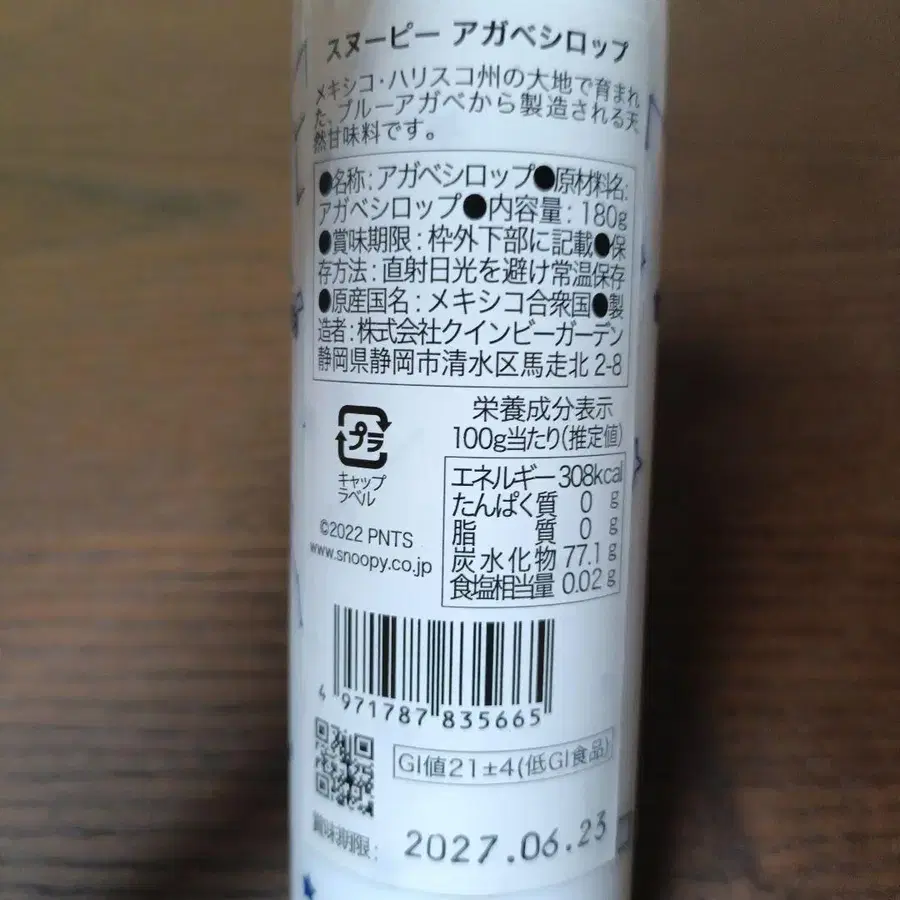 スヌーピー アガベシロップ
メキシコ・ハリスコ州の大地で育まれ
た、ブルーアガベから製造される天
然甘味料です。
●名称：アガベシロップ●原材料名：
アガベシロップ●内容量：180g
●賞味期限：枠外下部に記載●保
存方法：直射日光を避け常温保存
●原産国名：メキシコ合衆国●製
造者：株式会社クインビーガーデン
静岡県静岡市清水区馬走北2-8
プラ
キャップ
ラベル
©2022 PNTS
www.snoopy.co.jp
栄養成分表示
100g当たり(推定値)
エネルギー 308kcal
たんぱく質 0 g
脂質 0 g
炭水化物 77.1 g
食塩相当量 0.02 g
4 971787 835665
GI値21±4(低GI食品)
賞味期限：2027.06.23